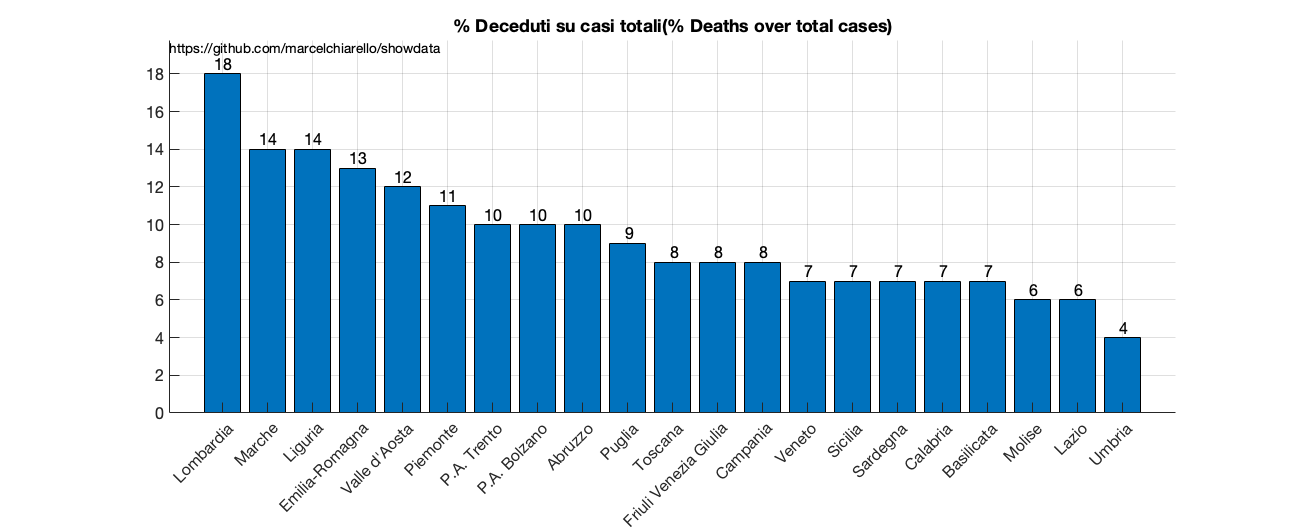 % Deceduti su casi totali(% Deaths over total cases)
https://github.com/marcelchiarello/showdata
18
16
14
12
10
8
6
4
2
0
18
14
14
13
12
11
10
10
10
9
8
8
8
7
7
7
7
7
6
6
4
Lombardia
Marche
Liguria
Emilia-Romagna
Valle d'Aosta
Piemonte
P.A. Trento
P.A. Bolzano
Abruzzo
Puglia
Toscana
Friuli Venezia Giulia
Campania
Veneto
Sicilia
Sardegna
Calabria
Basilicata
Molise
Lazio
Umbria